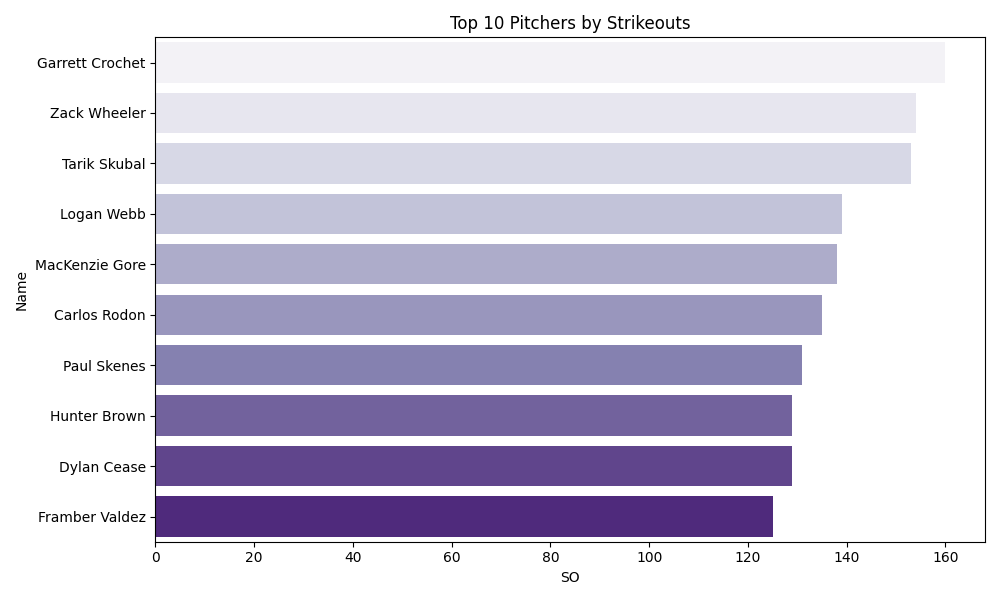 Top 10 Pitchers by Strikeouts
Name
Garrett Crochet
Zack Wheeler
Tarik Skubal
Logan Webb
MacKenzie Gore
Carlos Rodon
Paul Skenes
Hunter Brown
Dylan Cease
Framber Valdez
0 20 40 60 80 100 120 140 160
SO